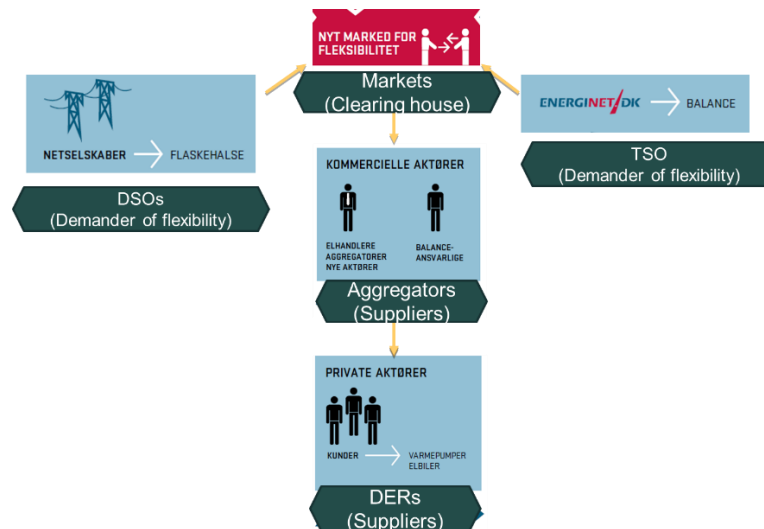 NYT MARKED FOR
FLEKSIBILITET
Markets
(Clearing house)
NETSELSKABER
FLASKEHALSE
DSOs
(Demander of flexibility)
ENERGINET/DK
BALANCE
TSO
(Demander of flexibility)
KOMMERCIELLE AKTØRER
ELHANDLERE
AGGREGATORER
NYE AKTØRER
BALANCE-
ANSVARLIGE
Aggregators
(Suppliers)
PRIVATE AKTØRER
KUNDER
VARMEPUMPER
ELBILER
DERs
(Suppliers)